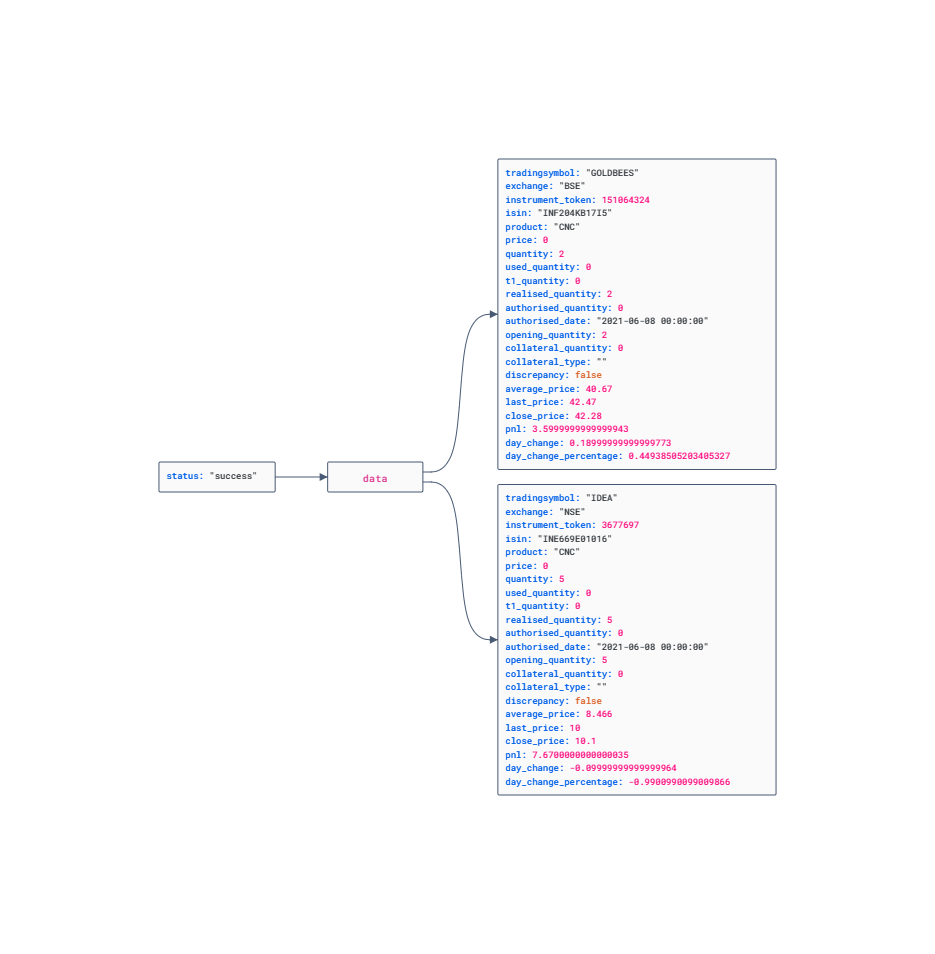 status: "success"
data
tradingsymbol: "GOLDBEES"
exchange: "BSE"
instrument_token: 151064324
isin: "INF204KB17I5"
product: "CNC"
price: 0
quantity: 2
used_quantity: 0
t1_quantity: 0
realised_quantity: 2
authorised_quantity: 0
authorised_date: "2021-06-08 00:00:00"
opening_quantity: 2
collateral_quantity: 0
collateral_type: ""
discrepancy: false
average_price: 40.67
last_price: 42.47
close_price: 42.28
pnl: 3.5999999999999943
day_change: 0.18999999999999773
day_change_percentage: 0.44938505203405327
tradingsymbol: "IDEA"
exchange: "NSE"
instrument_token: 3677697
isin: "INE669E01016"
product: "CNC"
price: 0
quantity: 5
used_quantity: 0
t1_quantity: 0
realised_quantity: 5
authorised_quantity: 0
authorised_date: "2021-06-08 00:00:00"
opening_quantity: 5
collateral_quantity: 0
collateral_type: ""
discrepancy: false
average_price: 8.466
last_price: 10
close_price: 10.1
pnl: 7.6700000000000035
day_change: -0.09999999999999964
day_change_percentage: -0.9900990099009866